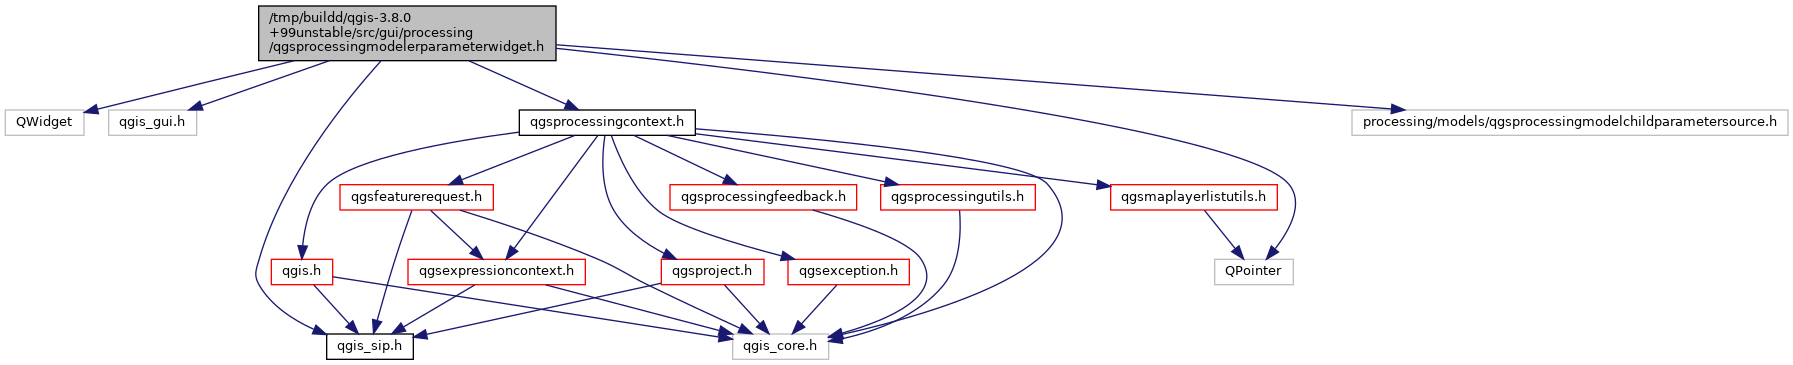 /tmp/buildd/qgis-3.8.0
+99unstable/src/gui/processing
/qgsprocessingmodelerparameterwidget.h
QWidget
qgis_gui.h
qgsprocessingcontext.h
processing/models/qgsprocessingmodelchildparametersource.h
qgsfeaturerequest.h
qgsprocessingfeedback.h
qgsprocessingutils.h
qgsmaplayerlistutils.h
qgis.h
qgsexpressioncontext.h
qgsproject.h
qgsexception.h
QPointer
qgis_sip.h
qgis_core.h